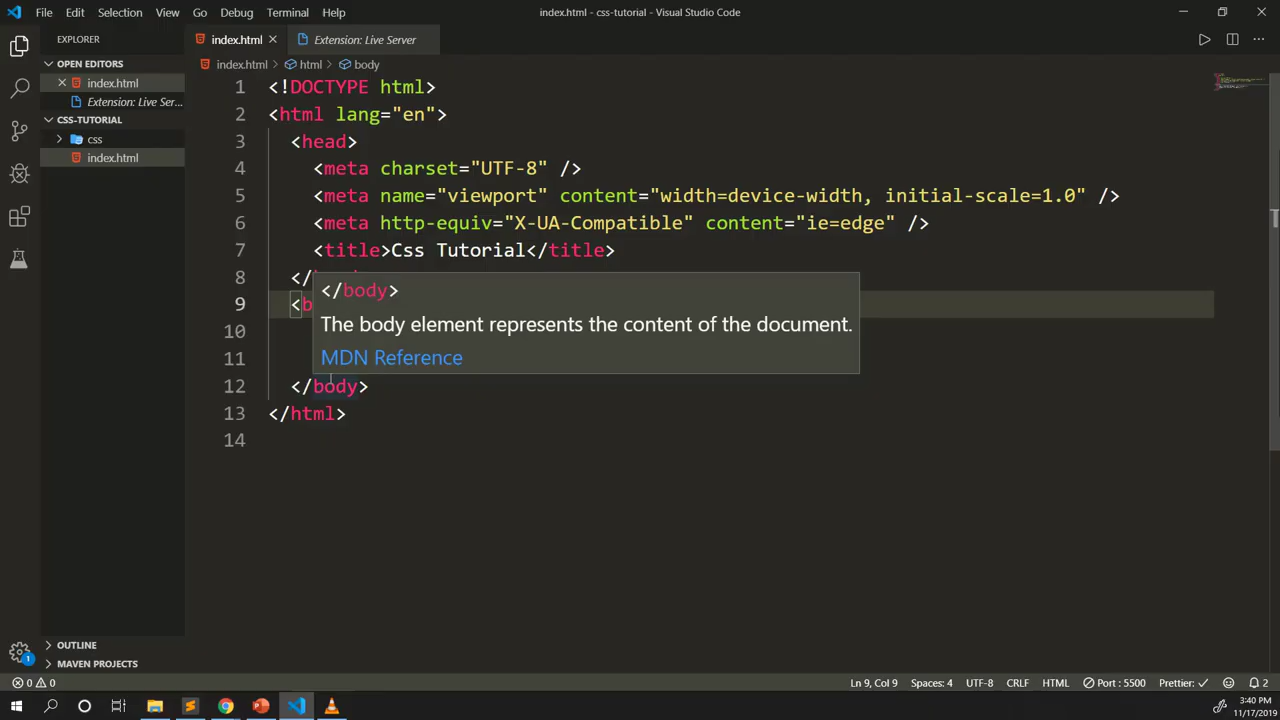 File Edit Selection View Go Debug Terminal Help
index.html - css-tutorial - Visual Studio Code
EXPLORER
index.html
Extension: Live Server
OPEN EDITORS
index.html
Extension: Live Ser...
CSS-TUTORIAL
css
index.html
index.html > html > body
1 <!DOCTYPE html>
2 <html lang="en">
3 <head>
4 <meta charset="UTF-8" />
5 <meta name="viewport" content="width=device-width, initial-scale=1.0" />
6 <meta http-equiv="X-UA-Compatible" content="ie=edge" />
7 <title>Css Tutorial</title>
8 </
9 <b
10
11
</body>
The body element represents the content of the document.
MDN Reference
12 </body>
13 </html>
14
OUTLINE
MAVEN PROJECTS
1
0 0
Ln 9, Col 9 Spaces: 4 UTF-8 CRLF HTML Port : 5500 Prettier: ✓ 2
3:40 PM
11/17/2019